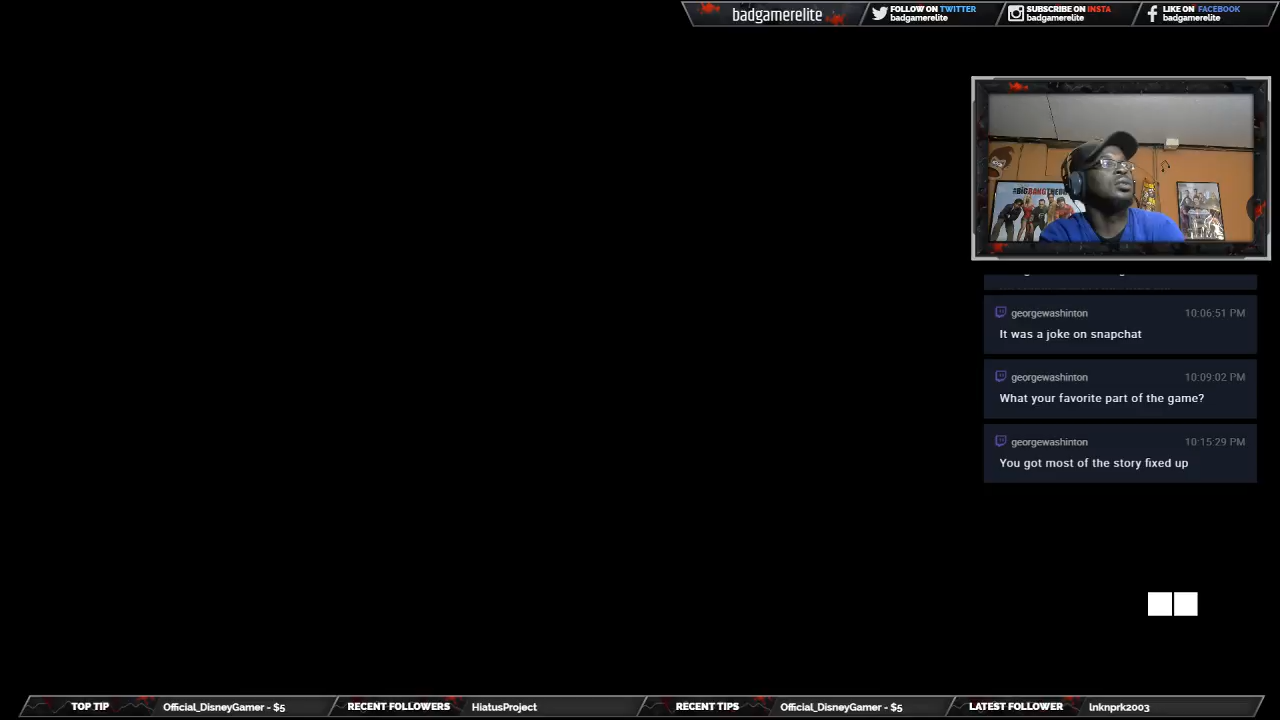 badgamerelite
FOLLOW ON TWITTER
badgamerelite
SUBSCRIBE ON INSTA
badgamerelite
LIKE ON FACEBOOK
badgamerelite
BIG BANG
georgewashinton 10:06:51 PM
It was a joke on snapchat
georgewashinton 10:09:02 PM
What your favorite part of the game?
georgewashinton 10:15:29 PM
You got most of the story fixed up
TOP TIP Official_DisneyGamer - $5 RECENT FOLLOWERS HiatusProject RECENT TIPS Official_DisneyGamer - $5 LATEST FOLLOWER lnknprk2003